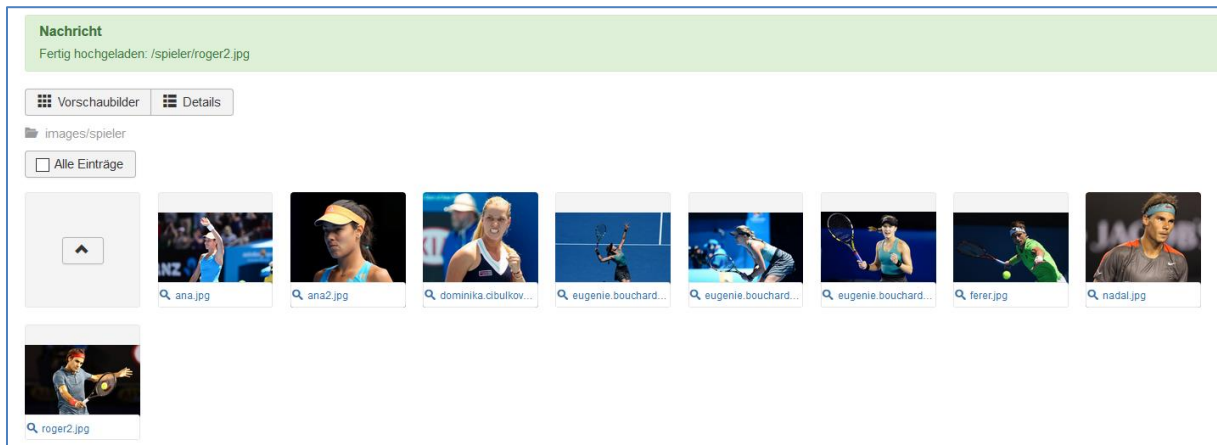 Nachricht
Fertig hochgeladen: /spieler/roger2.jpg
Vorschaubilder Details
images/spieler
Alle Einträge
ana.jpg ana2.jpg dominika.cibulkov... eugenie.bouchard... eugenie.bouchard... eugenie.bouchard... ferer.jpg nadal.jpg
roger2.jpg